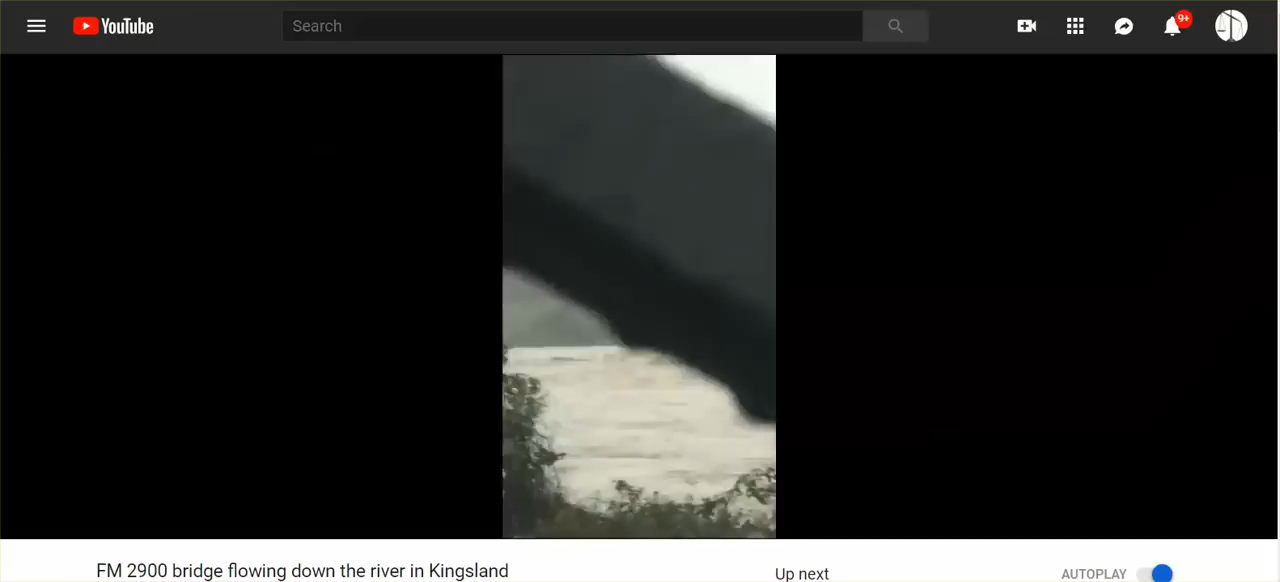 YouTube
Search
9+
FM 2900 bridge flowing down the river in Kingsland
Up next
AUTOPLAY